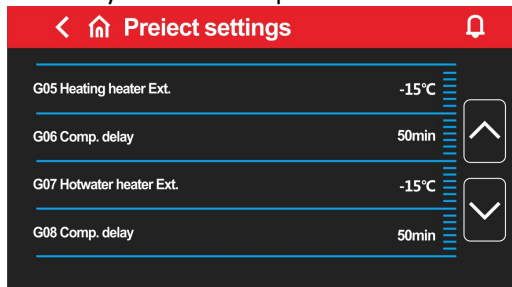 Preiect settings
G05 Heating heater Ext. -15℃
G06 Comp. delay 50min
G07 Hotwater heater Ext. -15℃
G08 Comp. delay 50min